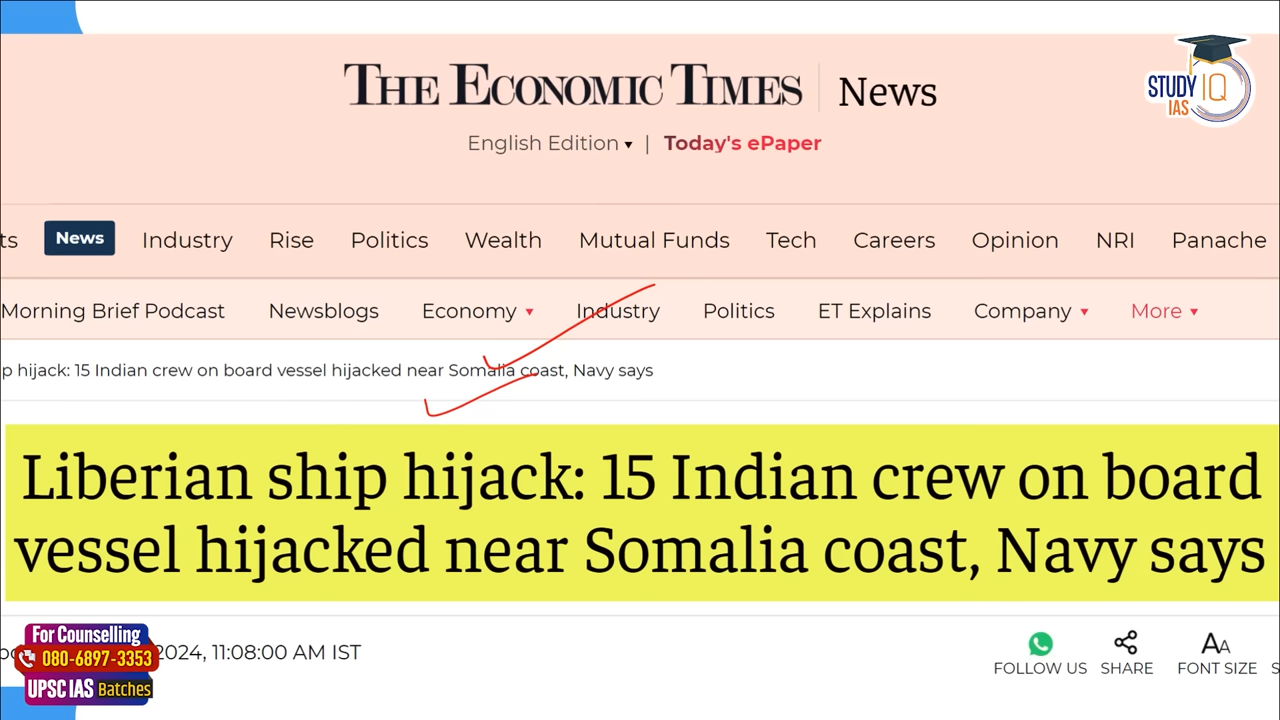 THE ECONOMIC TIMES News
STUDY IQ
IAS
English Edition | Today's ePaper
ts News Industry Rise Politics Wealth Mutual Funds Tech Careers Opinion NRI Panache
Morning Brief Podcast Newsblogs Economy Industry Politics ET Explains Company More
p hijack: 15 Indian crew on board vessel hijacked near Somalia coast, Navy says
Liberian ship hijack: 15 Indian crew on board
vessel hijacked near Somalia coast, Navy says
2024, 11:08:00 AM IST
FOLLOW US SHARE AA FONT SIZE S
For Counselling
080-6897-3353
UPSC IAS Batches